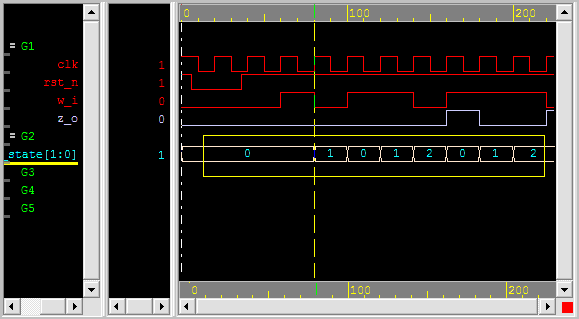 0 100 200
= G1
clk 1
rst_n 1
w_i 0
z_o 0
= G2
state[1:0] 1 0 1 0 1 2 0 1 2
G3
G4
G5
0 100 200